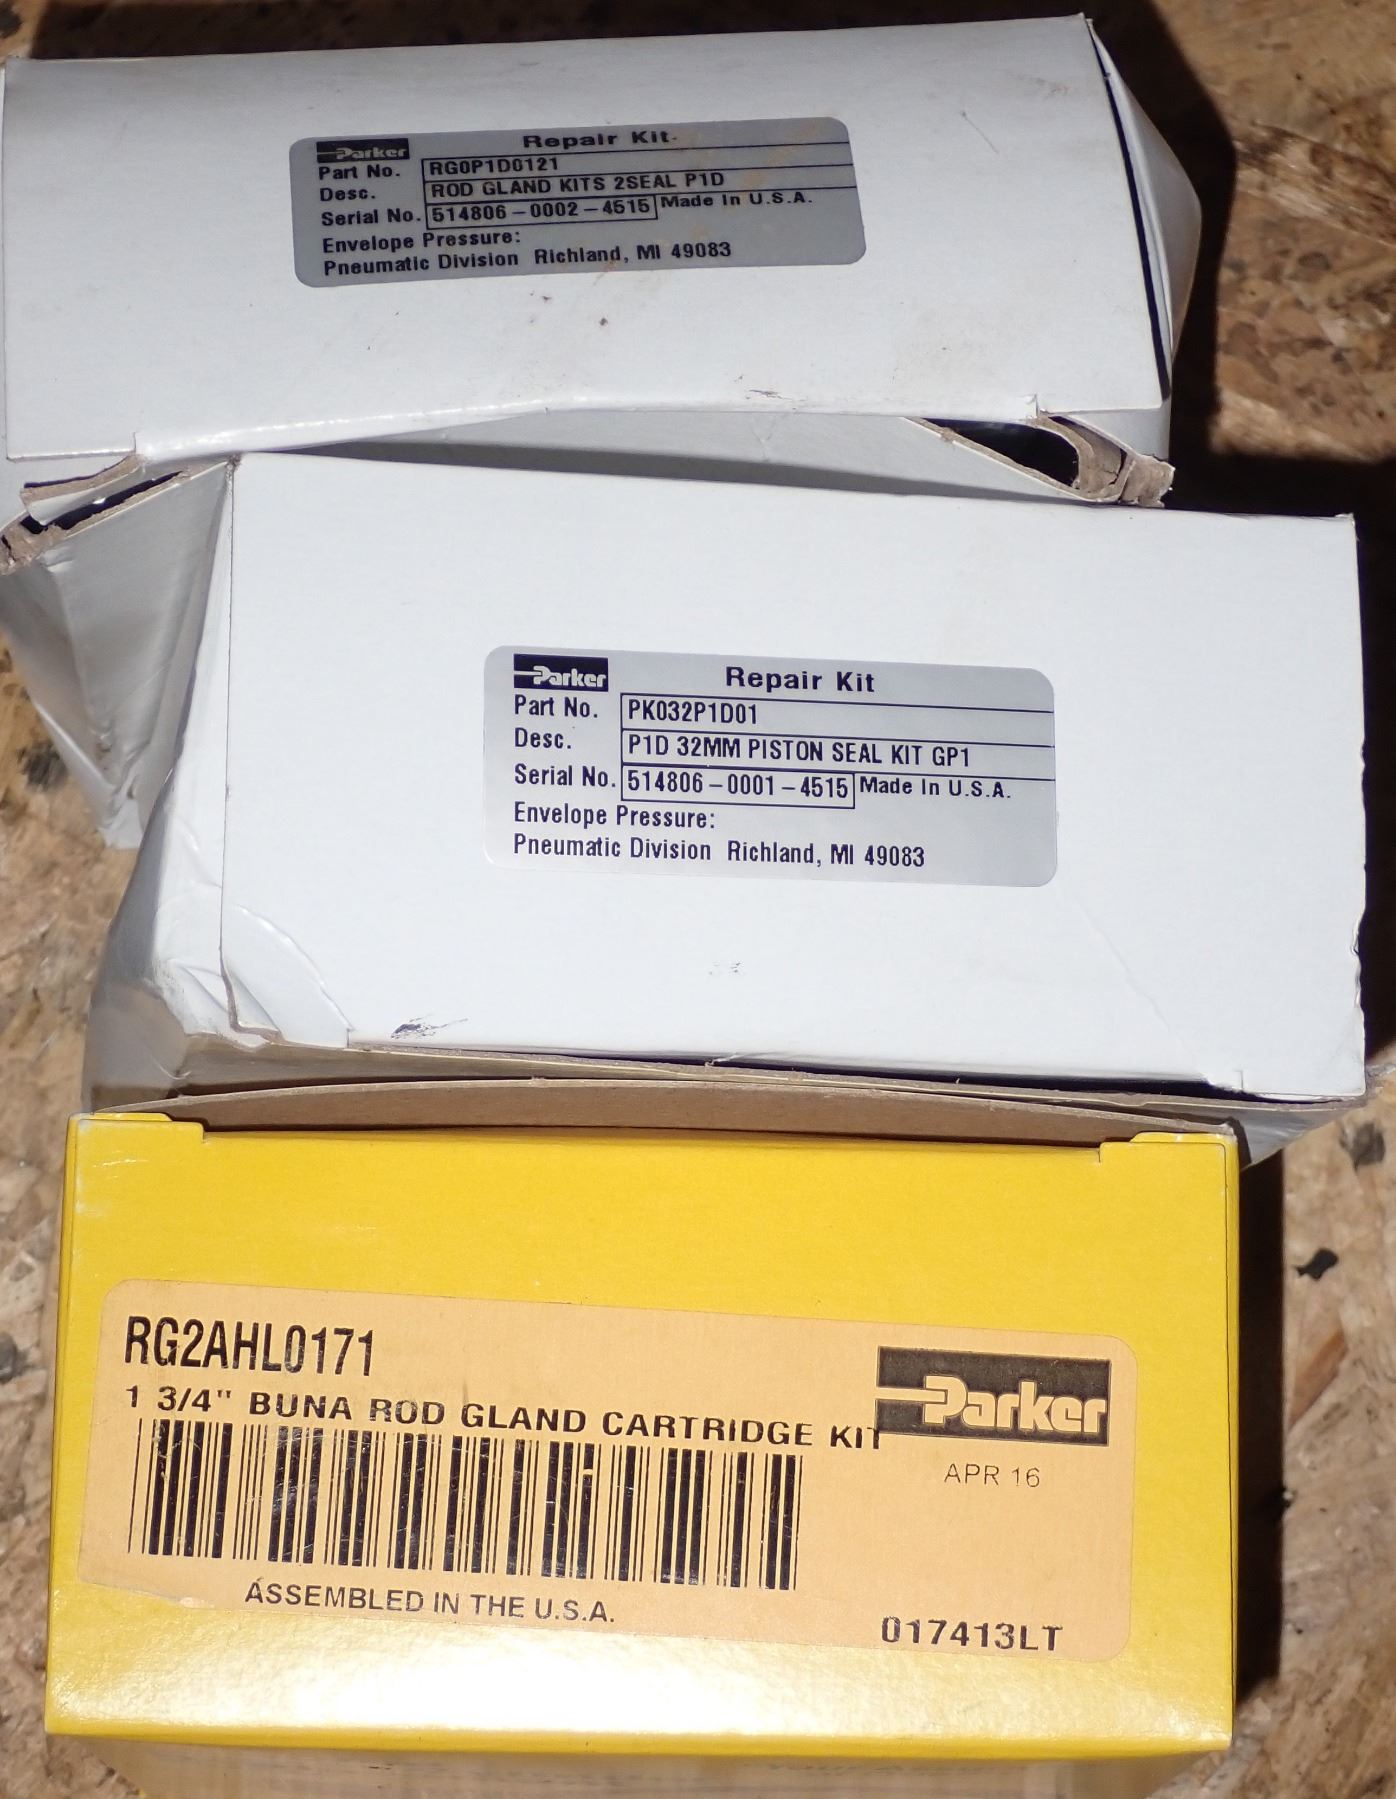 Parker Repair Kit
Part No. RG0P1D0121
Desc. ROD GLAND KITS 2SEAL P1D
Serial No. 514806-0002-4515 Made In U.S.A.
Envelope Pressure:
Pneumatic Division Richland, MI 49083
Parker Repair Kit
Part No. PK032P1D01
Desc. P1D 32MM PISTON SEAL KIT GP1
Serial No. 514806-0001-4515 Made In U.S.A.
Envelope Pressure:
Pneumatic Division Richland, MI 49083
RG2AHL0171
1 3/4" BUNA ROD GLAND CARTRIDGE KIT
Parker
APR 16
ASSEMBLED IN THE U.S.A.
017413LT